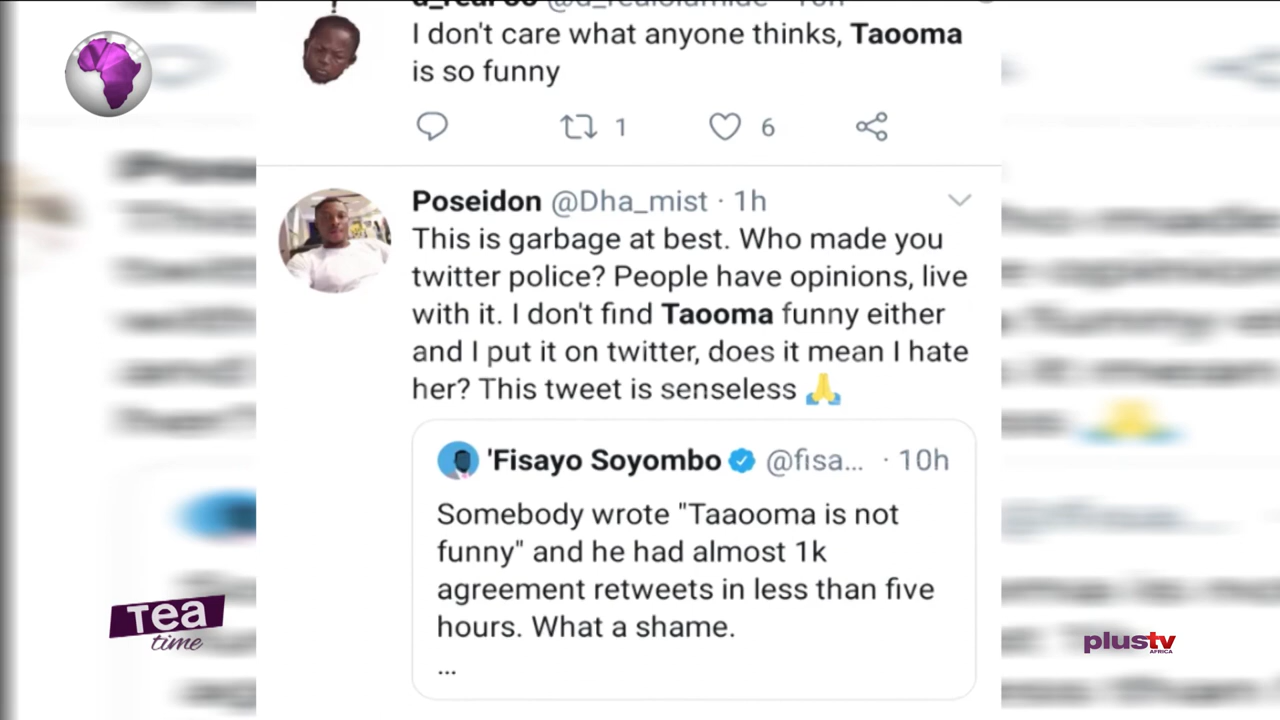 I don't care what anyone thinks, Taooma
is so funny
1 6
Poseidon @Dha_mist · 1h
This is garbage at best. Who made you
twitter police? People have opinions, live
with it. I don't find Taooma funny either
and I put it on twitter, does it mean I hate
her? This tweet is senseless 🙏
'Fisayo Soyombo @fisa... · 10h
Somebody wrote "Taaooma is not
funny" and he had almost 1k
agreement retweets in less than five
hours. What a shame.
...
Tea
time
plustv
AFRICA